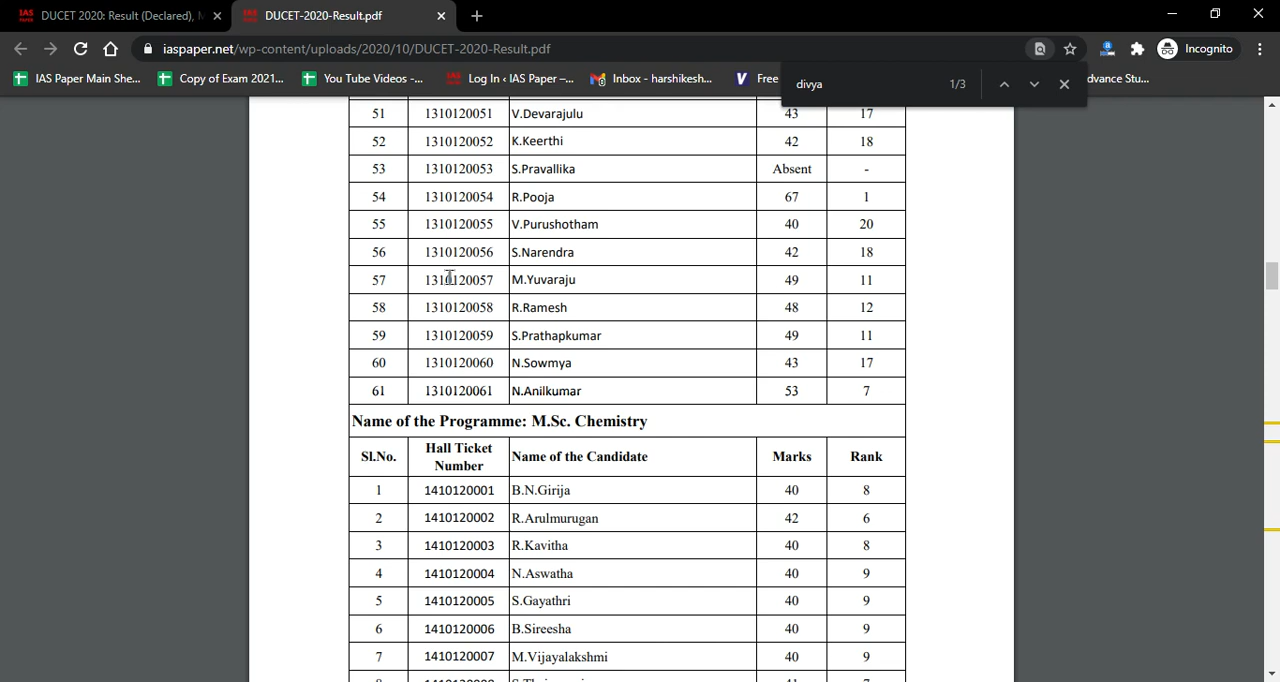 DUCET 2020: Result (Declared),
DUCET-2020-Result.pdf
iaspaper.net/wp-content/uploads/2020/10/DUCET-2020-Result.pdf
Incognito
IAS Paper Main She...
Copy of Exam 2021...
You Tube Videos -...
Log In ‹ IAS Paper –...
Inbox - harshikesh...
Free
dvance Stu...
divya 1/3
51 1310120051 V.Devarajulu 43 17
52 1310120052 K.Keerthi 42 18
53 1310120053 S.Pravallika Absent -
54 1310120054 R.Pooja 67 1
55 1310120055 V.Purushotham 40 20
56 1310120056 S.Narendra 42 18
57 1310120057 M.Yuvaraju 49 11
58 1310120058 R.Ramesh 48 12
59 1310120059 S.Prathapkumar 49 11
60 1310120060 N.Sowmya 43 17
61 1310120061 N.Anilkumar 53 7
Name of the Programme: M.Sc. Chemistry
Sl.No. Hall Ticket Number Name of the Candidate Marks Rank
1 1410120001 B.N.Girija 40 8
2 1410120002 R.Arulmurugan 42 6
3 1410120003 R.Kavitha 40 8
4 1410120004 N.Aswatha 40 9
5 1410120005 S.Gayathri 40 9
6 1410120006 B.Sireesha 40 9
7 1410120007 M.Vijayalakshmi 40 9